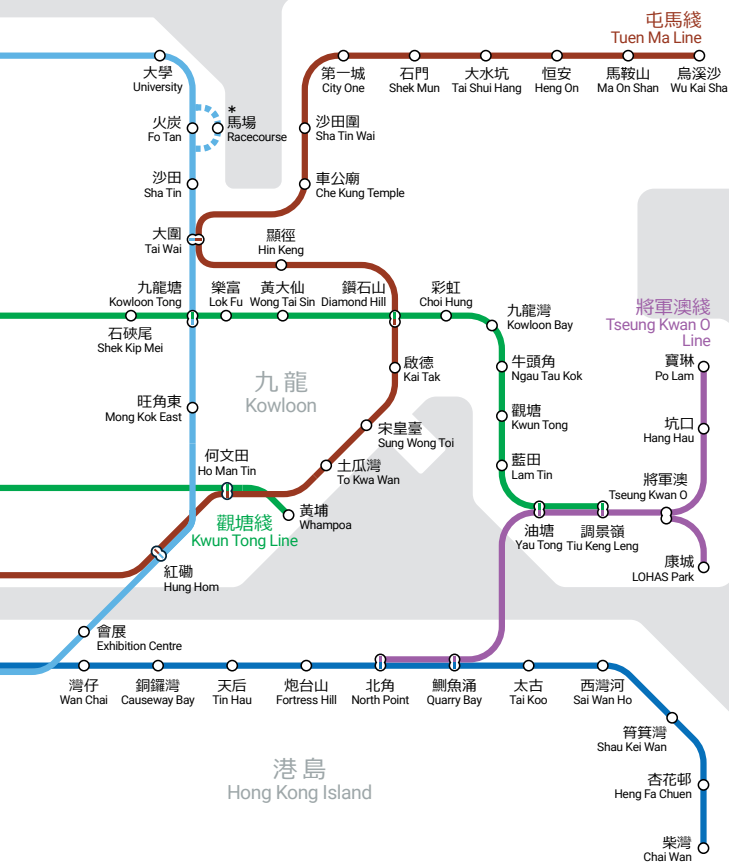 屯馬綫
Tuen Ma Line
大學
University
第一城
City One
石門
Shek Mun
大水坑
Tai Shui Hang
恒安
Heng On
馬鞍山
Ma On Shan
烏溪沙
Wu Kai Sha
火炭
Fo Tan
*
馬場
Racecourse
沙田圍
Sha Tin Wai
沙田
Sha Tin
車公廟
Che Kung Temple
大圍
Tai Wai
顯徑
Hin Keng
九龍塘
Kowloon Tong
樂富
Lok Fu
黃大仙
Wong Tai Sin
鑽石山
Diamond Hill
彩虹
Choi Hung
九龍灣
Kowloon Bay
將軍澳綫
Tseung Kwan O
Line
石硤尾
Shek Kip Mei
寶琳
Po Lam
啟德
Kai Tak
牛頭角
Ngau Tau Kok
九龍
Kowloon
旺角東
Mong Kok East
觀塘
Kwun Tong
坑口
Hang Hau
宋皇臺
Sung Wong Toi
何文田
Ho Man Tin
土瓜灣
To Kwa Wan
藍田
Lam Tin
將軍澳
Tseung Kwan O
黃埔
Whampoa
觀塘綫
Kwun Tong Line
油塘
Yau Tong
調景嶺
Tiu Keng Leng
康城
LOHAS Park
紅磡
Hung Hom
會展
Exhibition Centre
灣仔
Wan Chai
銅鑼灣
Causeway Bay
天后
Tin Hau
炮台山
Fortress Hill
北角
North Point
鰂魚涌
Quarry Bay
太古
Tai Koo
西灣河
Sai Wan Ho
筲箕灣
Shau Kei Wan
港島
Hong Kong Island
杏花邨
Heng Fa Chuen
柴灣
Chai Wan